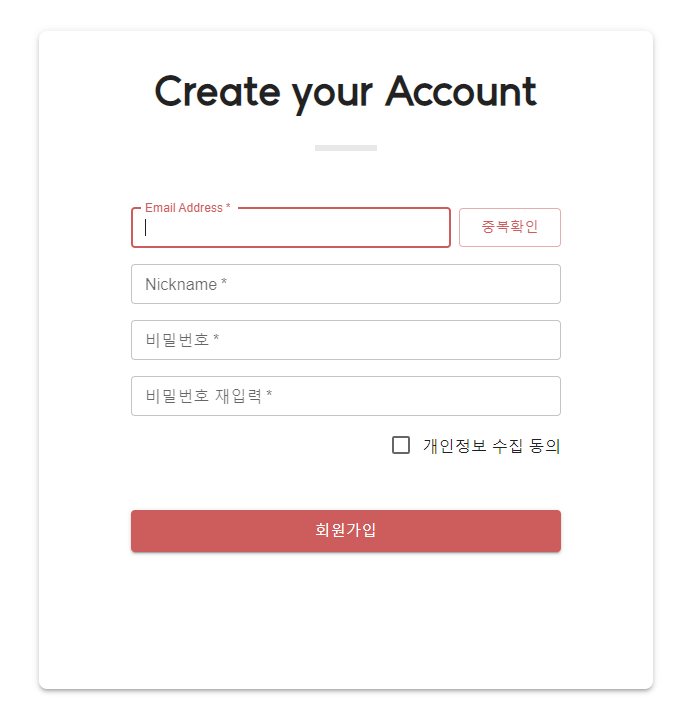 Create your Account
Email Address *
중복확인
Nickname *
비밀번호 *
비밀번호 재입력 *
개인정보 수집 동의
회원가입